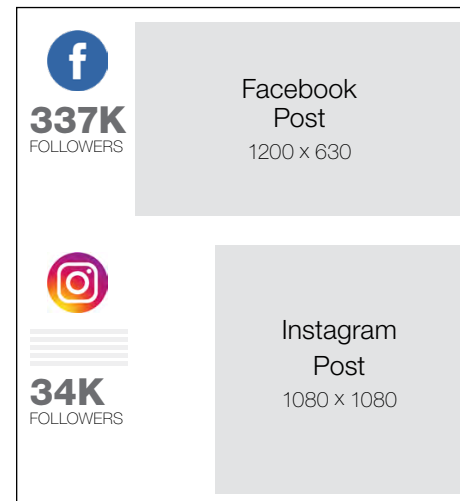 337K
FOLLOWERS
Facebook
Post
1200 x 630
34K
FOLLOWERS
Instagram
Post
1080 x 1080